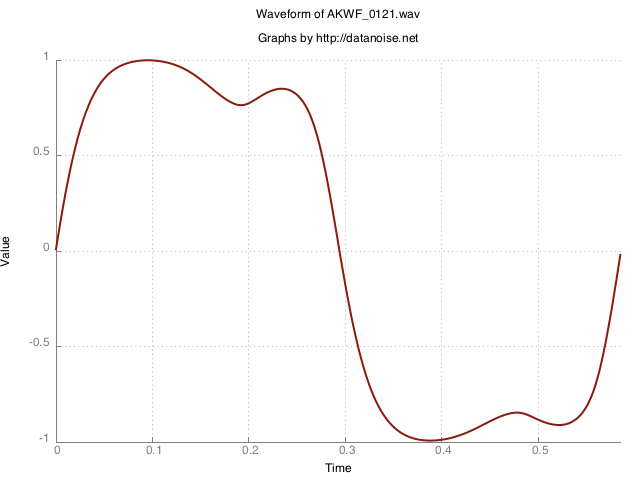 Waveform of AKWF_0121.wav
Graphs by http://datanoise.net
1
0.5
0
-0.5
-1
Value
0 0.1 0.2 0.3 0.4 0.5
Time